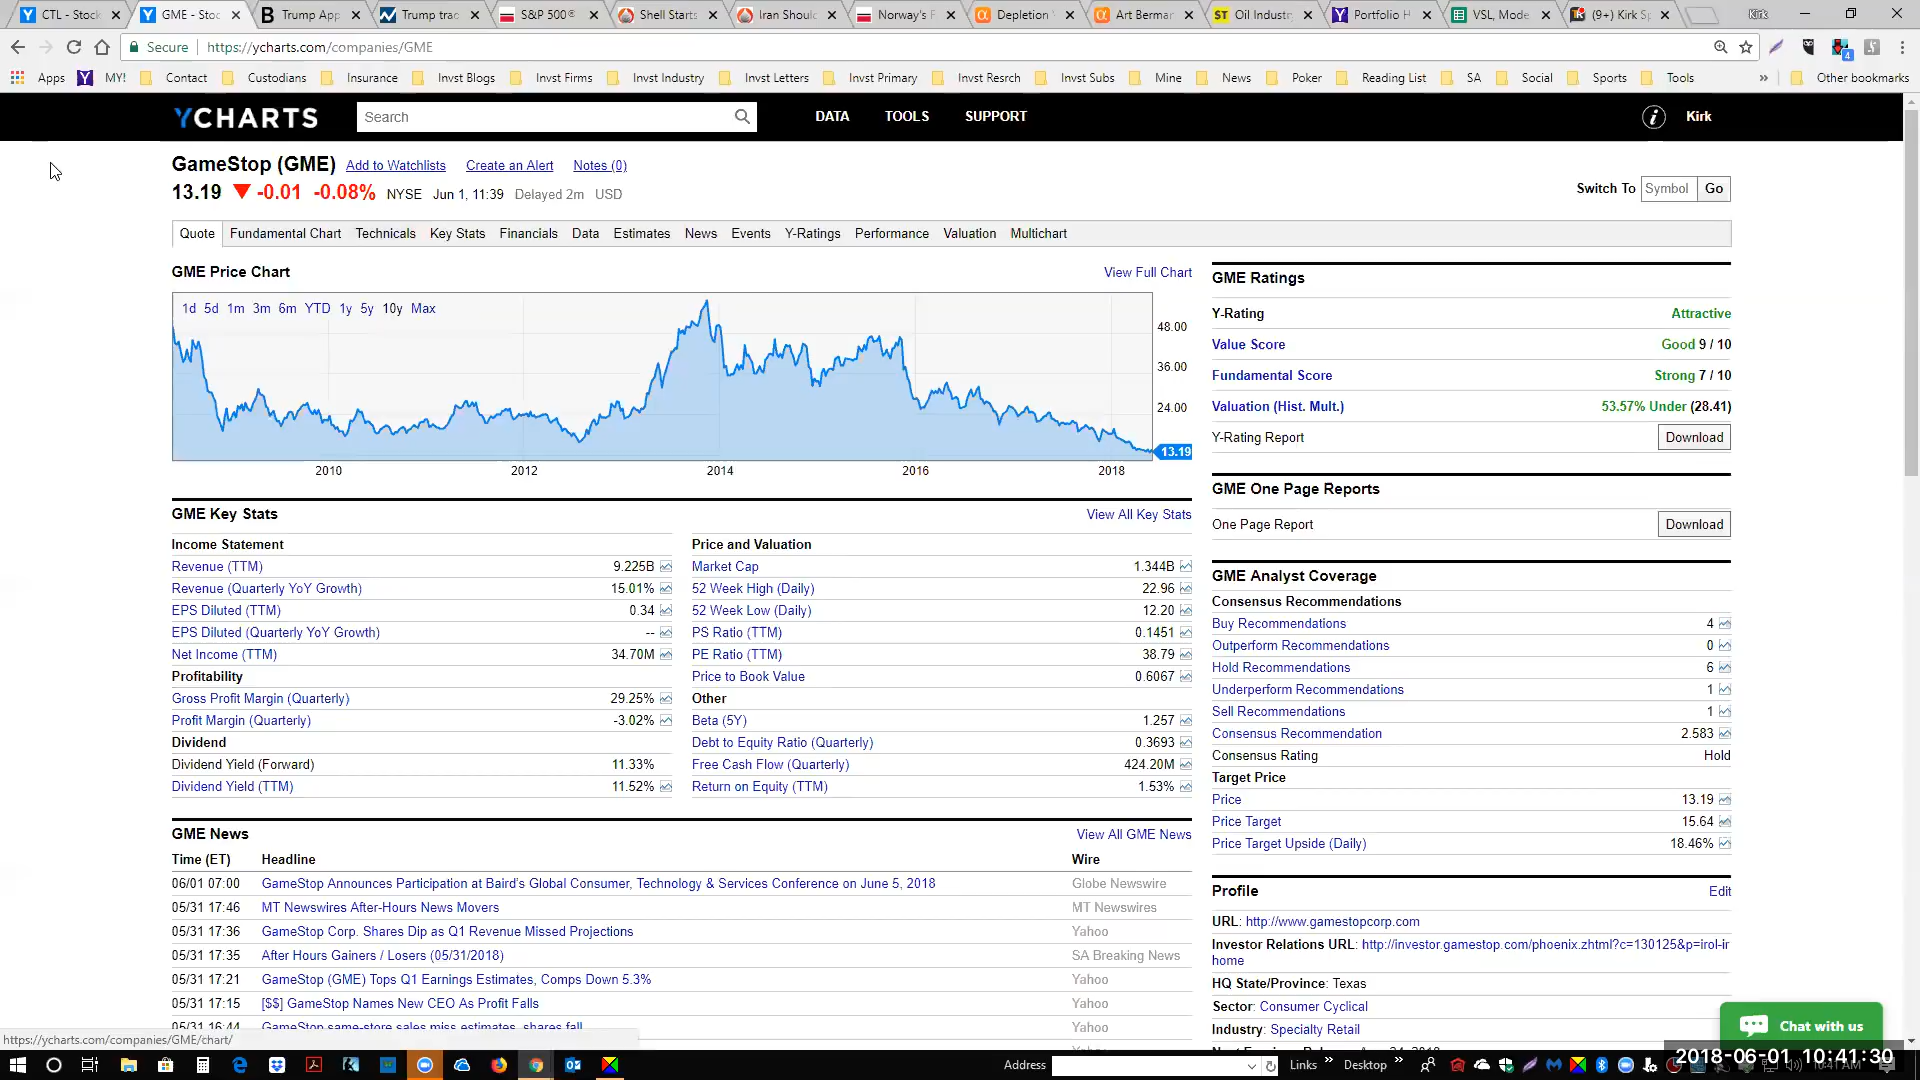 CTL - Stock
GME - Stoc
Trump App
Trump trac
S&P 500®
Shell Starts
Iran Shoul
Norway's F
Depletion
Art Berma
Oil Industr
Portfolio H
VSL, Mode
(9+) Kirk Sp
Kirk
Secure
https://ycharts.com/companies/GME
Apps
MY!
Contact
Custodians
Insurance
Invst Blogs
Invst Firms
Invst Industry
Invst Letters
Invst Primary
Invst Resrch
Invst Subs
Mine
News
Poker
Reading List
SA
Social
Sports
Tools
»
Other bookmarks
YCHARTS
Search
DATA
TOOLS
SUPPORT
Kirk
GameStop (GME) Add to Watchlists Create an Alert Notes (0)
13.19 ▼ -0.01 -0.08% NYSE Jun 1, 11:39 Delayed 2m USD
Switch To Symbol Go
Quote Fundamental Chart Technicals Key Stats Financials Data Estimates News Events Y-Ratings Performance Valuation Multichart
GME Price Chart View Full Chart
1d 5d 1m 3m 6m YTD 1y 5y 10y Max
48.00
36.00
24.00
13.19
2010 2012 2014 2016 2018
GME Key Stats View All Key Stats
Income Statement
Revenue (TTM) 9.225B
Revenue (Quarterly YoY Growth) 15.01%
EPS Diluted (TTM) 0.34
EPS Diluted (Quarterly YoY Growth) --
Net Income (TTM) 34.70M
Profitability
Gross Profit Margin (Quarterly) 29.25%
Profit Margin (Quarterly) -3.02%
Dividend
Dividend Yield (Forward) 11.33%
Dividend Yield (TTM) 11.52%
Price and Valuation
Market Cap 1.344B
52 Week High (Daily) 22.96
52 Week Low (Daily) 12.20
PS Ratio (TTM) 0.1451
PE Ratio (TTM) 38.79
Price to Book Value 0.6067
Other
Beta (5Y) 1.257
Debt to Equity Ratio (Quarterly) 0.3693
Free Cash Flow (Quarterly) 424.20M
Return on Equity (TTM) 1.53%
GME News View All GME News
Time (ET) Headline Wire
06/01 07:00 GameStop Announces Participation at Baird's Global Consumer, Technology & Services Conference on June 5, 2018 Globe Newswire
05/31 17:46 MT Newswires After-Hours News Movers MT Newswires
05/31 17:36 GameStop Corp. Shares Dip as Q1 Revenue Missed Projections Yahoo
05/31 17:35 After Hours Gainers / Losers (05/31/2018) SA Breaking News
05/31 17:21 GameStop (GME) Tops Q1 Earnings Estimates, Comps Down 5.3% Yahoo
05/31 17:15 [$$] GameStop Names New CEO As Profit Falls Yahoo
05/31 16:44 GameStop same-store sales miss estimates, shares fall Yahoo
GME Ratings
Y-Rating Attractive
Value Score Good 9 / 10
Fundamental Score Strong 7 / 10
Valuation (Hist. Mult.) 53.57% Under (28.41)
Y-Rating Report Download
GME One Page Reports
One Page Report Download
GME Analyst Coverage
Consensus Recommendations
Buy Recommendations 4
Outperform Recommendations 0
Hold Recommendations 6
Underperform Recommendations 1
Sell Recommendations 1
Consensus Recommendation 2.583
Consensus Rating Hold
Target Price
Price 13.19
Price Target 15.64
Price Target Upside (Daily) 18.46%
Profile Edit
URL: http://www.gamestopcorp.com
Investor Relations URL: http://investor.gamestop.com/phoenix.zhtml?c=130125&p=irol-ir
home
HQ State/Province: Texas
Sector: Consumer Cyclical
Industry: Specialty Retail
Chat with us
https://ycharts.com/companies/GME/chart/
Address
Links »
Desktop »
2018-06-01 10:41:30